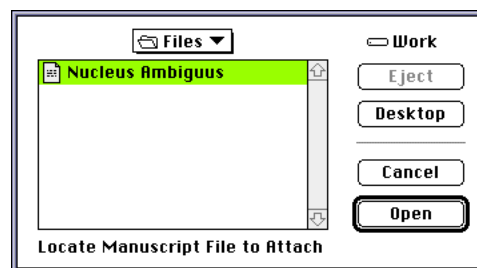 Files
Work
Nucleus Ambiguus
Eject
Desktop
Cancel
Open
Locate Manuscript File to Attach